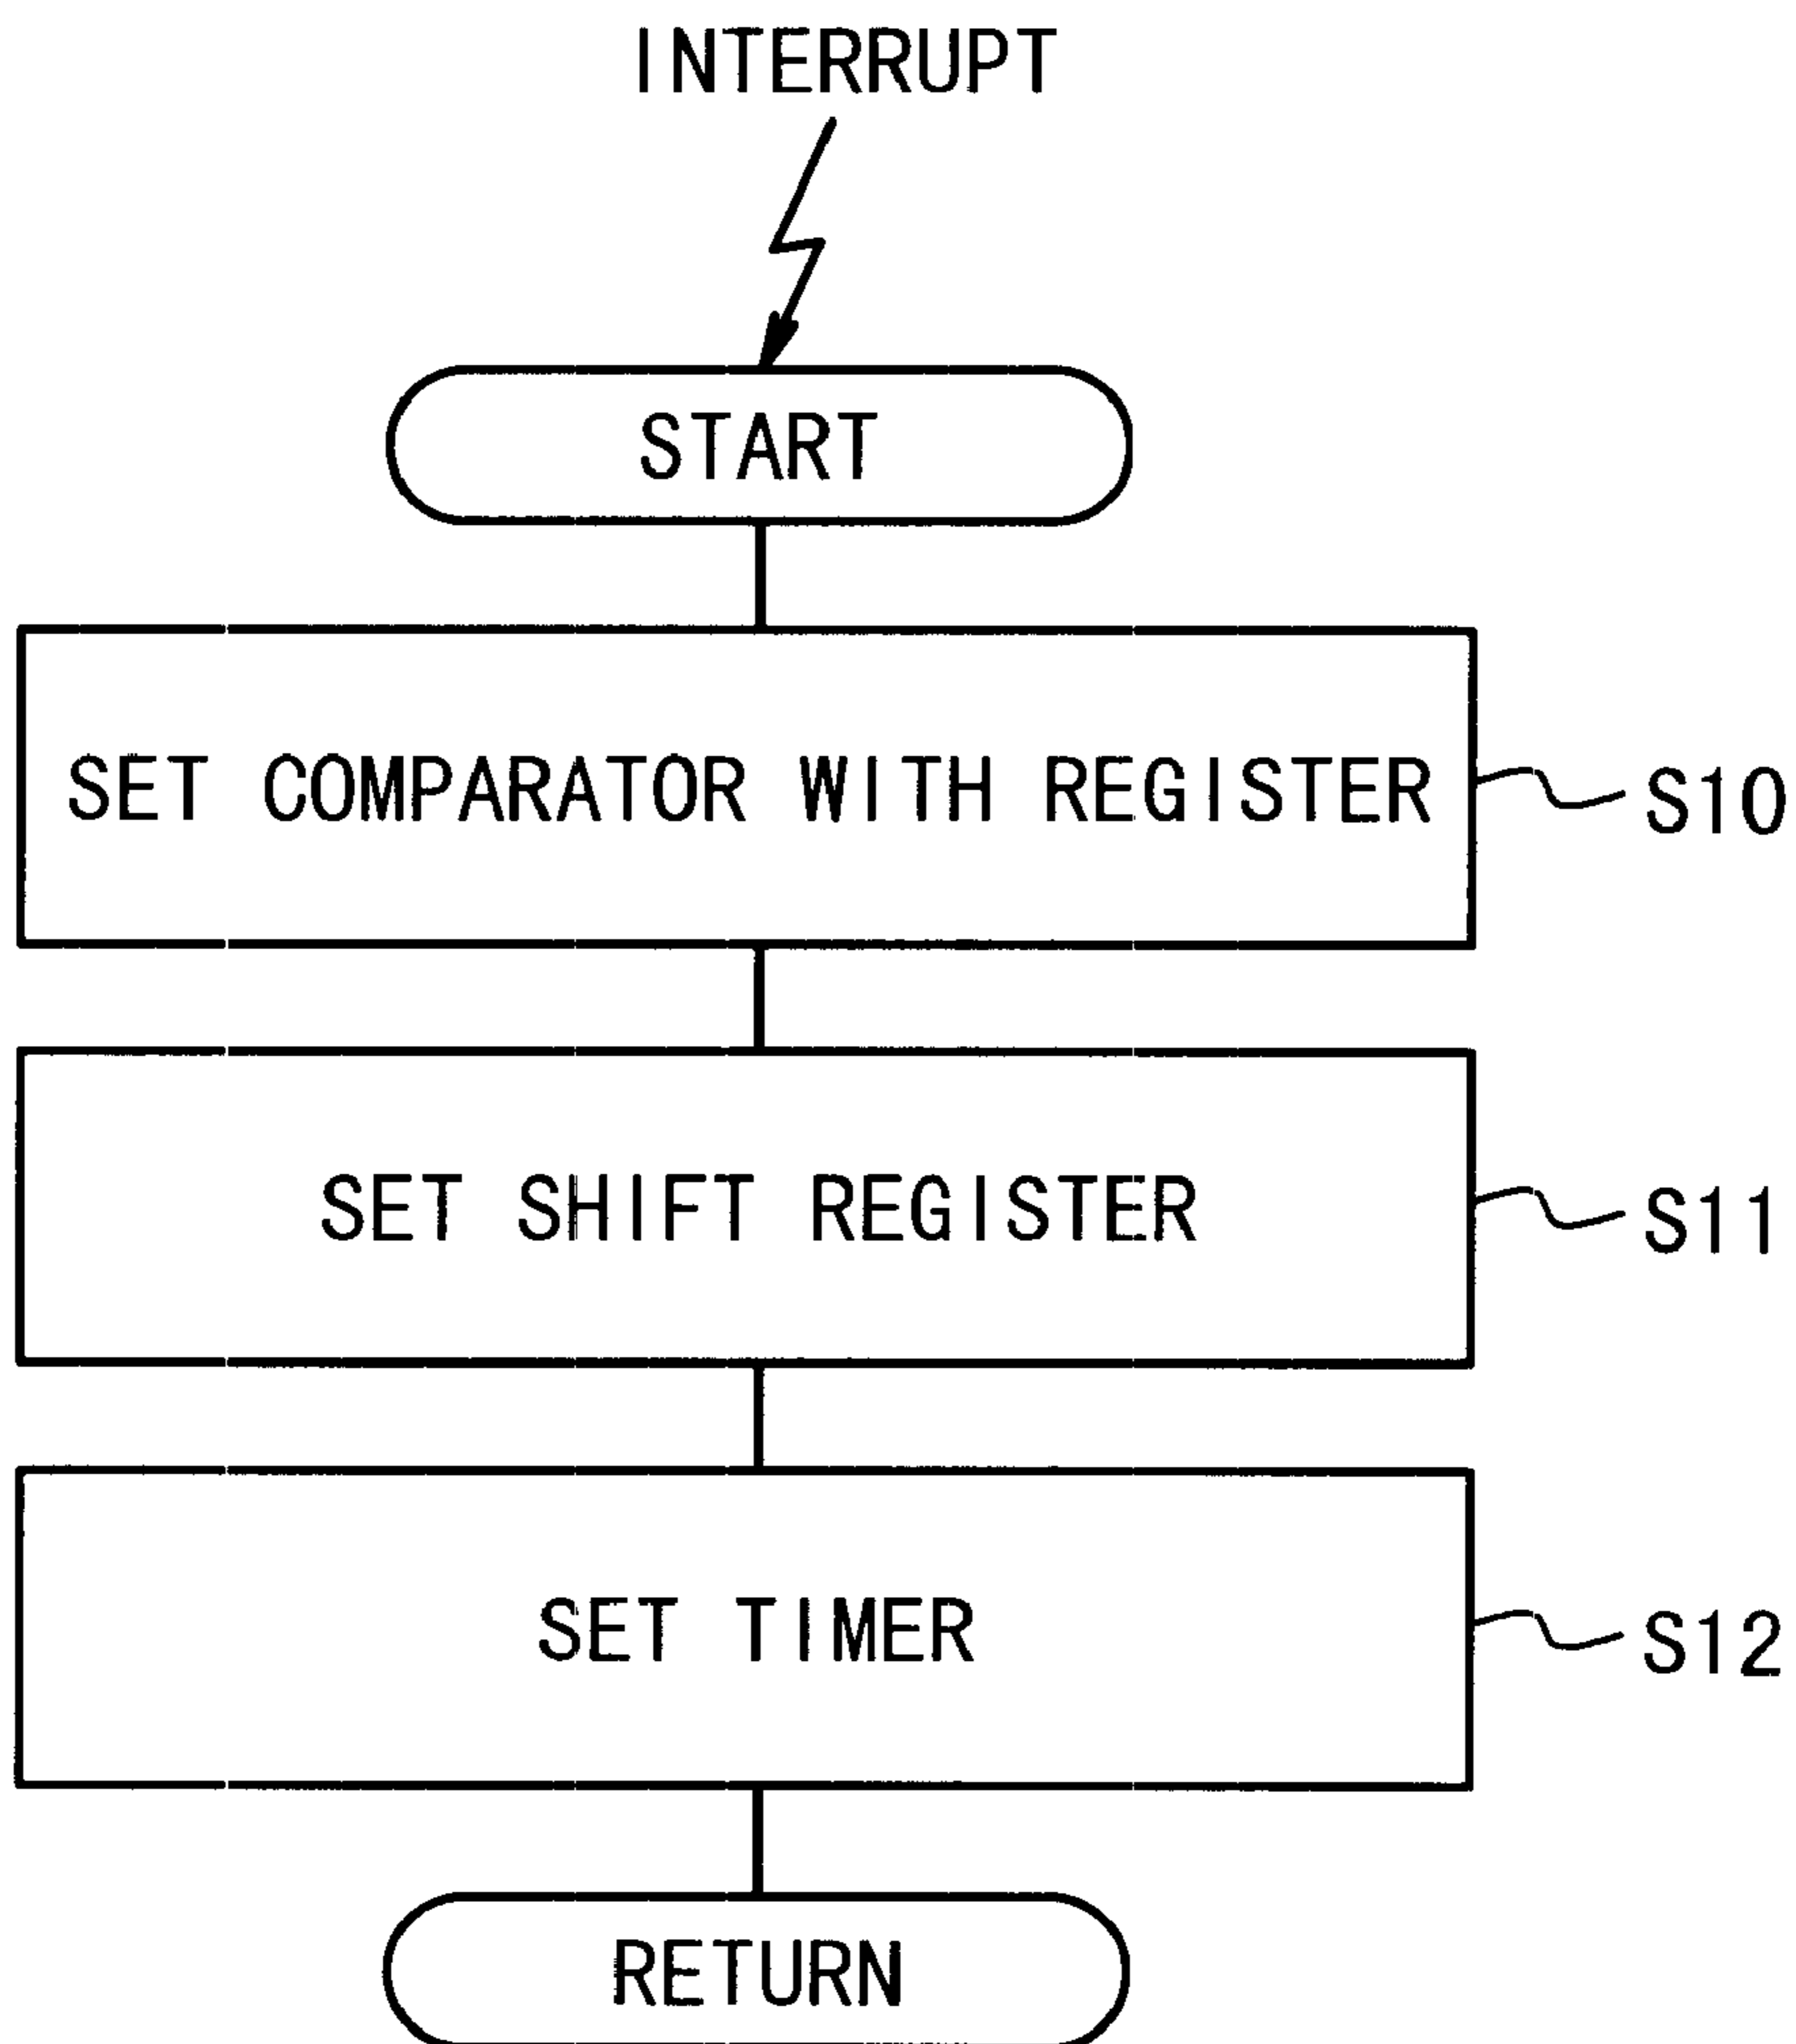 INTERRUPT
START
SET COMPARATOR WITH REGISTER
S10
SET SHIFT REGISTER
S11
SET TIMER
S12
RETURN